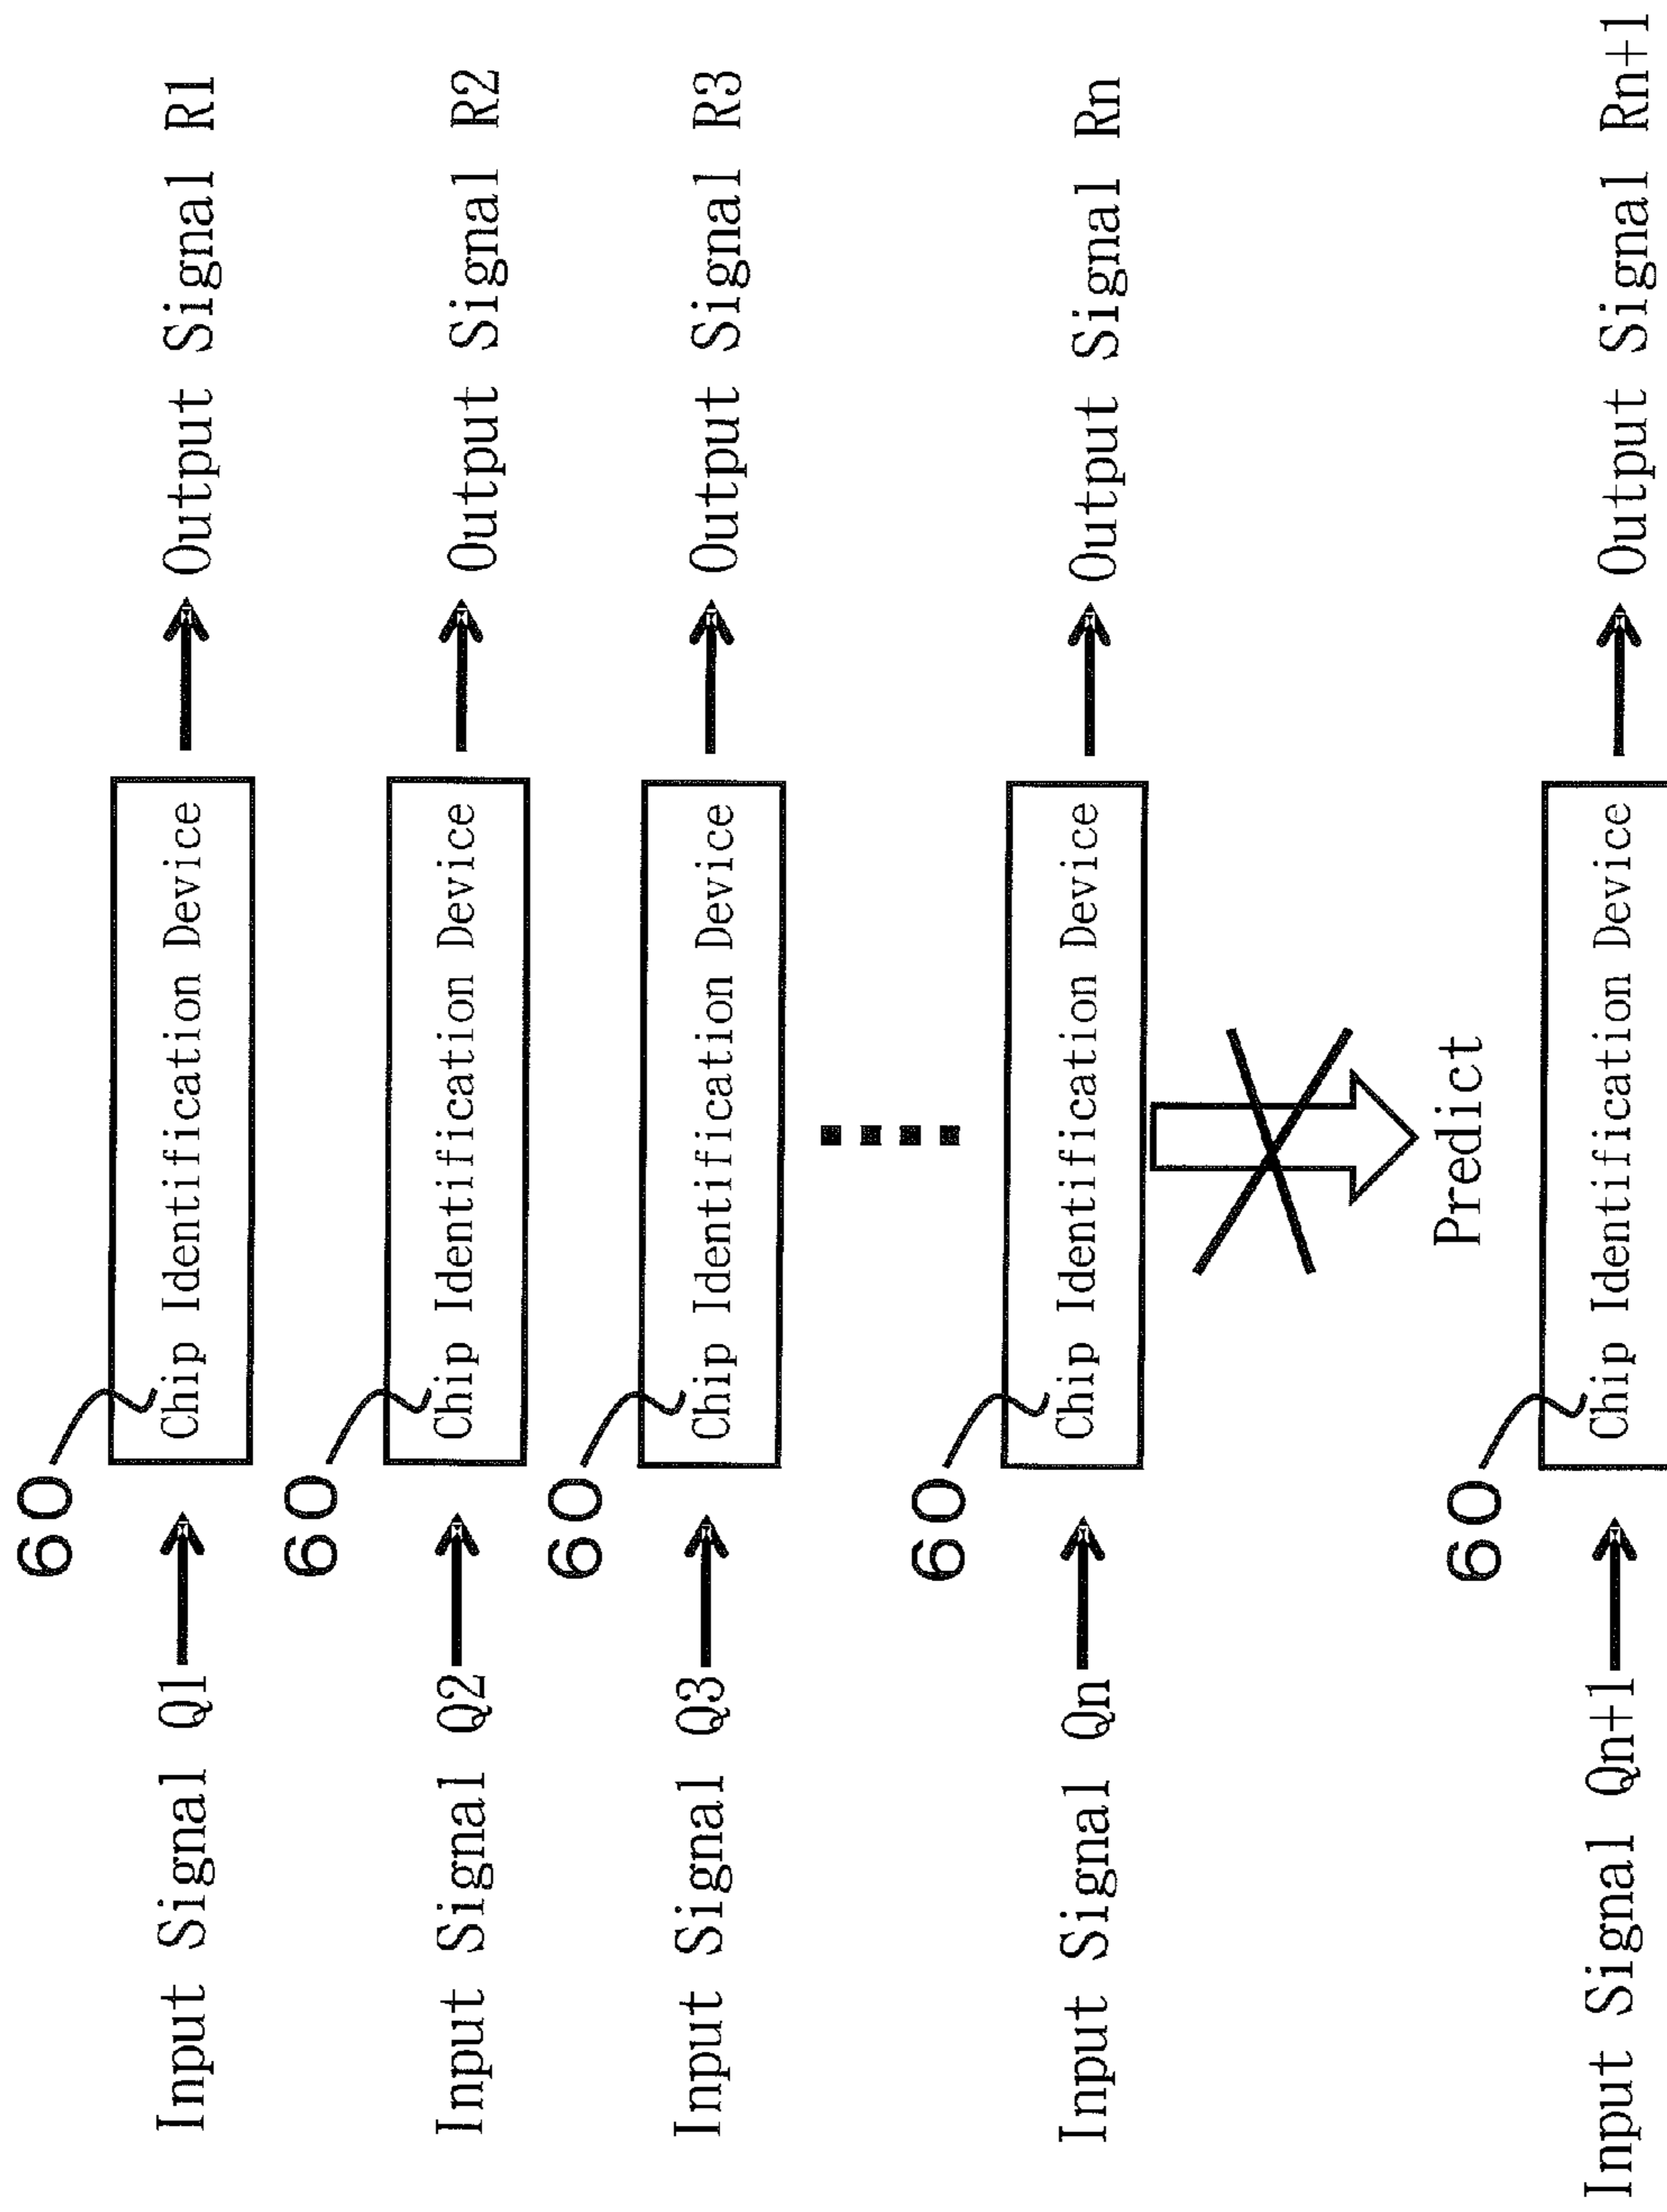 60
Input Signal Q1
Chip Identification Device
Output Signal R1
60
Input Signal Q2
Chip Identification Device
Output Signal R2
60
Input Signal Q3
Chip Identification Device
Output Signal R3
60
Input Signal Qn
Chip Identification Device
Output Signal Rn
Predict
60
Input Signal Qn+1
Chip Identification Device
Output Signal Rn+1